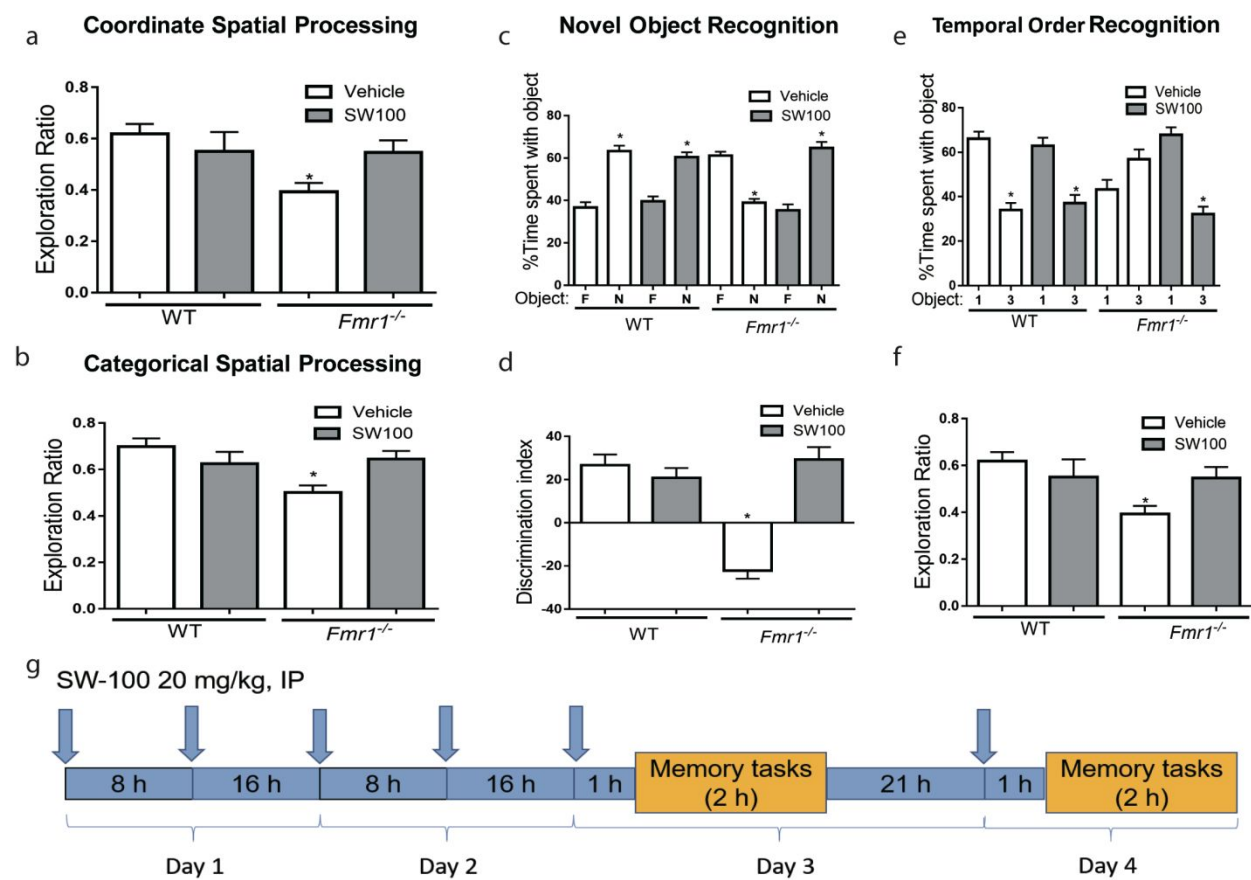 a
Coordinate Spatial Processing
Vehicle
SW100
Exploration Ratio
0.8
0.6
0.4
0.2
0.0
*
WT
Fmr1-/-
b
Categorical Spatial Processing
Vehicle
SW100
Exploration Ratio
0.8
0.6
0.4
0.2
0.0
*
WT
Fmr1-/-
c
Novel Object Recognition
Vehicle
SW100
%Time spent with object
80
60
40
20
0
* * * *
Object: F N F N F N F N
WT
Fmr1-/-
d
Vehicle
SW100
Discrimination index
40
20
0
-20
-40
*
WT
Fmr1-/-
e
Temporal Order Recognition
Vehicle
SW100
%Time spent with object
80
60
40
20
0
* * *
Object: 1 3 1 3 1 3 1 3
WT
Fmr1-/-
f
Vehicle
SW100
Exploration Ratio
0.8
0.6
0.4
0.2
0.0
*
WT
Fmr1-/-
g
SW-100 20 mg/kg, IP
8 h 16 h 8 h 16 h 1 h Memory tasks (2 h) 21 h 1 h Memory tasks (2 h)
Day 1 Day 2 Day 3 Day 4